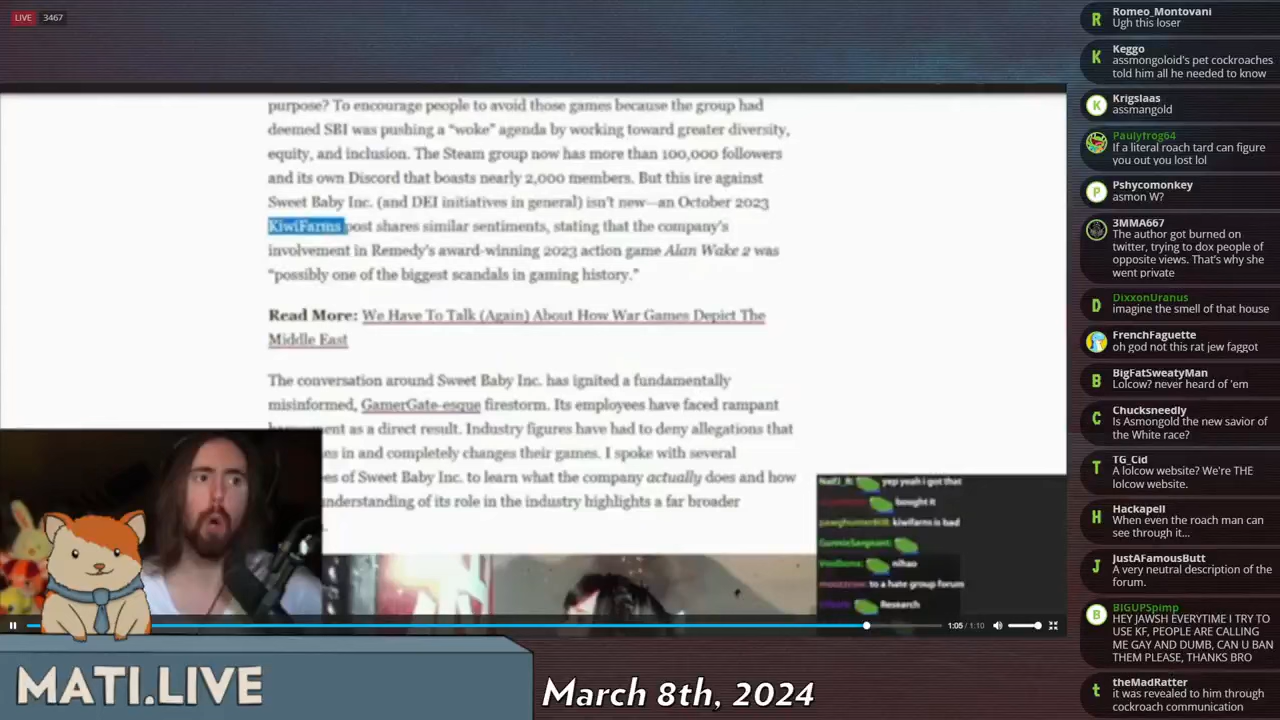 LIVE 3467
purpose? To encourage people to avoid those games because the group had
deemed SBI was pushing a “woke” agenda by working toward greater diversity,
equity, and inclusion. The Steam group now has more than 100,000 followers
and its own Discord that boasts nearly 2,000 members. But this ire against
Sweet Baby Inc. (and DEI initiatives in general) isn’t new—an October 2023
KiwiFarms post shares similar sentiments, stating that the company’s
involvement in Remedy’s award-winning 2023 action game Alan Wake 2 was
“possibly one of the biggest scandals in gaming history.”
Read More: We Have To Talk (Again) About How War Games Depict The
Middle East
The conversation around Sweet Baby Inc. has ignited a fundamentally
misinformed, GamerGate-esque firestorm. Its employees have faced rampant
ent as a direct result. Industry figures have had to deny allegations that
es in and completely changes their games. I spoke with several
es of Sweet Baby Inc. to learn what the company actually does and how
nderstanding of its role in the industry highlights a far broader
yep yeah i got that
bought it
kiwifarms is bad
nihao
to a hate group forum
Research
1:05 / 1:10
MATI.LIVE
March 8th, 2024
R
Romeo_Montovani
Ugh this loser
K
Keggo
assmongoloid's pet cockroaches
told him all he needed to know
K
Krigslaas
assmangold
Paulyfrog64
If a literal roach tard can figure
you out you lost lol
P
Pshycomonkey
asmon W?
3MMA667
The author got burned on
twitter, trying to dox people of
opposite views. That's why she
went private
D
DixxonUranus
imagine the smell of that house
FrenchFaguette
oh god not this rat jew faggot
B
BigFatSweatyMan
Lolcow? never heard of 'em
C
Chucksneedly
Is Asmongold the new savior of
the White race?
T
TG_Cid
A lolcow website? We're THE
lolcow website.
H
Hackapell
When even the roach man can
see through it...
J
JustAFamousButt
A very neutral description of the
forum.
B
BIGUPSpimp
HEY JAWSH EVERYTIME I TRY TO
USE KF, PEOPLE ARE CALLING
ME GAY AND DUMB, CAN U BAN
THEM PLEASE, THANKS BRO
t
theMadRatter
it was revealed to him through
cockroach communication